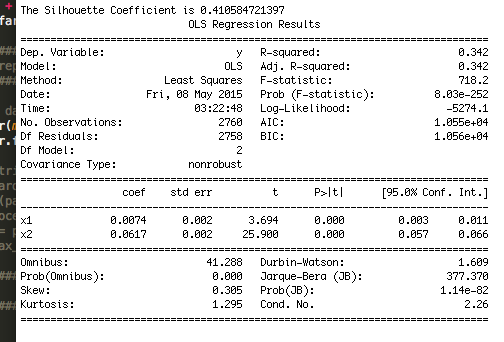 The Silhouette Coefficient is 0.410584721397
OLS Regression Results
Dep. Variable: y R-squared: 0.342
Model: OLS Adj. R-squared: 0.342
Method: Least Squares F-statistic: 718.2
Date: Fri, 08 May 2015 Prob (F-statistic): 8.03e-252
Time: 03:22:48 Log-Likelihood: -5274.1
No. Observations: 2760 AIC: 1.055e+04
Df Residuals: 2758 BIC: 1.056e+04
Df Model: 2
Covariance Type: nonrobust
coef std err t P>|t| [95.0% Conf. Int.]
x1 0.0074 0.002 3.694 0.000 0.003 0.011
x2 0.0617 0.002 25.900 0.000 0.057 0.066
Omnibus: 41.288 Durbin-Watson: 1.609
Prob(Omnibus): 0.000 Jarque-Bera (JB): 377.370
Skew: 0.305 Prob(JB): 1.14e-82
Kurtosis: 1.295 Cond. No. 2.26